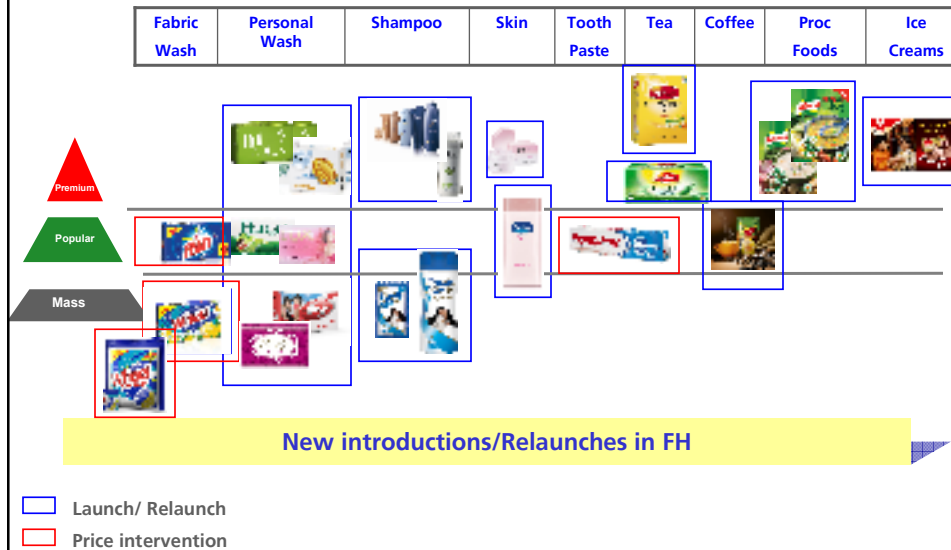 Fabric Wash
Personal Wash
Shampoo
Skin
Tooth Paste
Tea
Coffee
Proc Foods
Ice Creams
Premium
Popular
Mass
New introductions/Relaunches in FH
Launch/ Relaunch
Price intervention